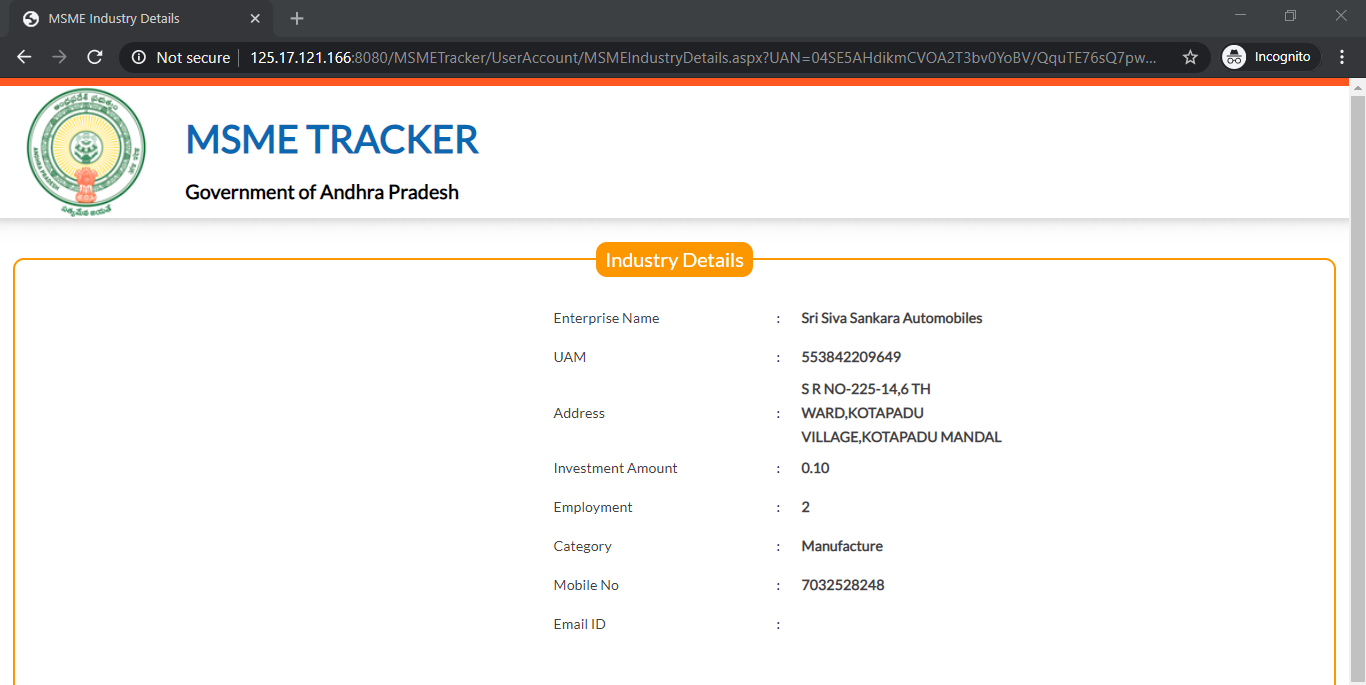 MSME Industry Details
Not secure
125.17.121.166:8080/MSMETracker/UserAccount/MSMEIndustryDetails.aspx?UAN=04SE5AHdikmCVOA2T3bv0YoBV/QquTE76sQ7pw...
Incognito
MSME TRACKER
Government of Andhra Pradesh
ANDHRA PRADESH
Industry Details
Enterprise Name : Sri Siva Sankara Automobiles
UAM : 553842209649
Address : S R NO-225-14,6 TH
WARD,KOTAPADU
VILLAGE,KOTAPADU MANDAL
Investment Amount : 0.10
Employment : 2
Category : Manufacture
Mobile No : 7032528248
Email ID :